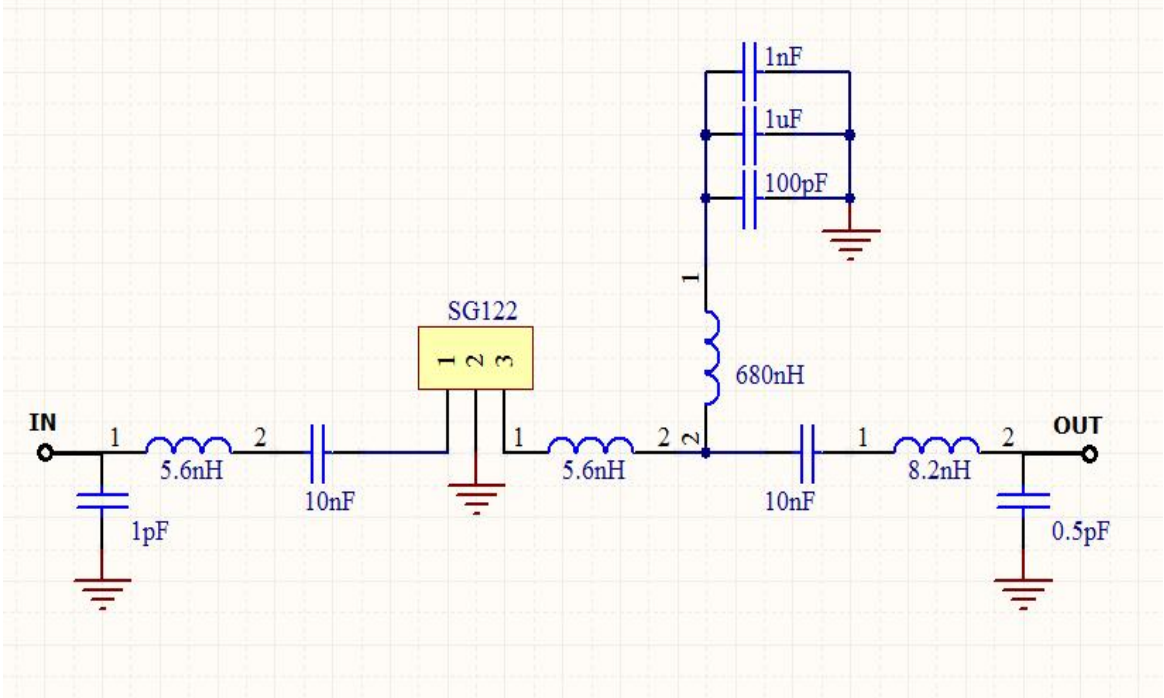 1nF
1uF
100pF
1
SG122
1 2 3
680nH
IN
1 2
5.6nH
10nF
1pF
1 2
5.6nH
2
10nF
1 2
8.2nH
OUT
0.5pF